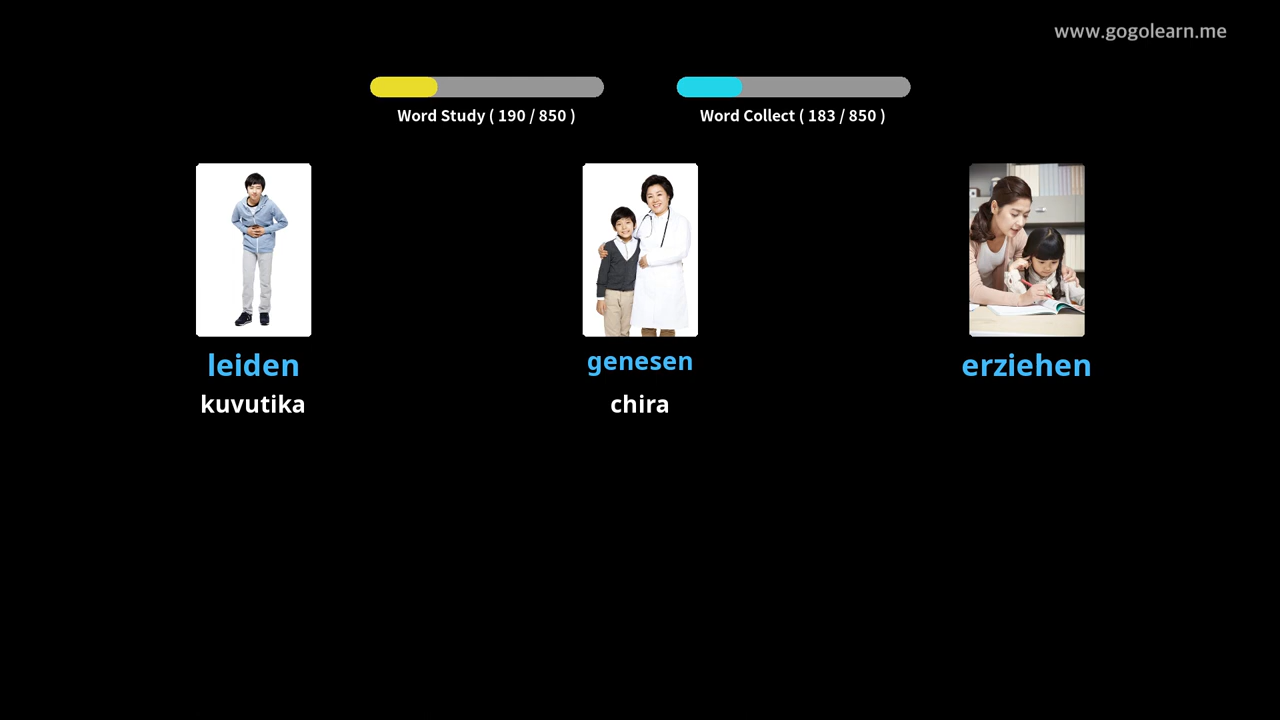 www.gogolearn.me
Word Study ( 190 / 850 )
Word Collect ( 183 / 850 )
leiden
kuvutika
genesen
chira
erziehen